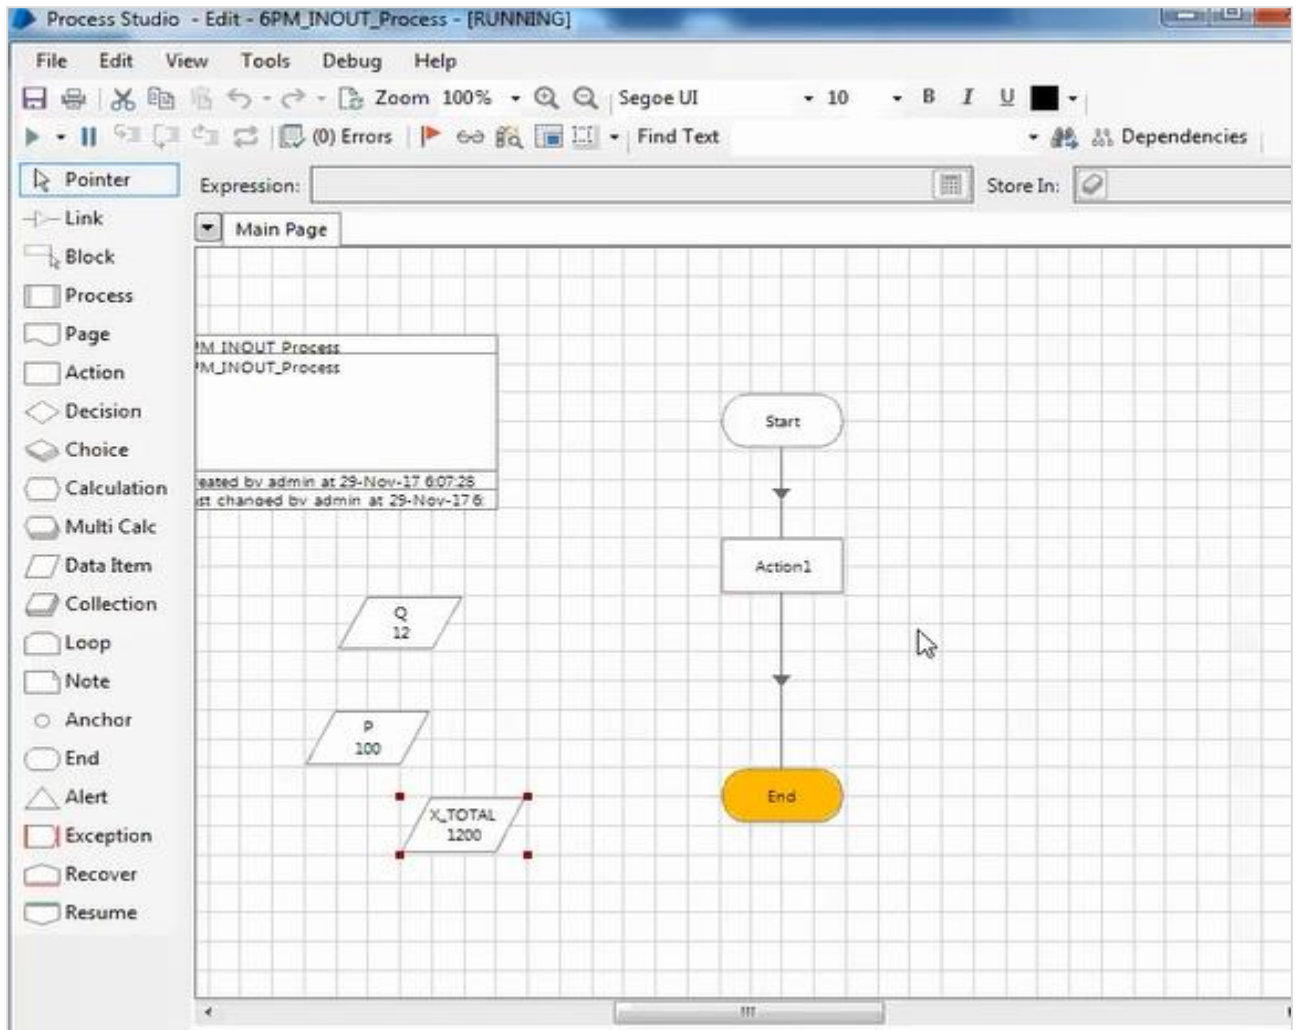 Process Studio - Edit - 6PM_INOUT_Process - [RUNNING]
File Edit View Tools Debug Help
Zoom 100% Segoe UI 10 B I U
(0) Errors Find Text Dependencies
Pointer
Expression: Store In:
Link
Main Page
Block
Process
Page
Action
Decision
Choice
Calculation
Multi Calc
Data Item
Collection
Loop
Note
Anchor
End
Alert
Exception
Recover
Resume
PM_INOUT_Process
PM_INOUT_Process
eated by admin at 29-Nov-17 6:07:28
st changed by admin at 29-Nov-17 6:
Start
Action1
Q
12
P
100
X_TOTAL
1200
End